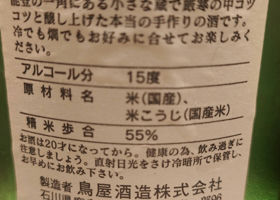 能登の一角にある小さな蔵で厳寒の中コツ
コツと醸し上げた本当の手作りの酒です。
冷でも燗でもお好みに合せてお楽しみく
ださい。
アルコール分 15度
原材料名 米(国産)、
米こうじ(国産米)
精米歩合 55%
お酒は20才になってから。健康の為、飲み過ぎに
注意しましょう。直射日光をさけ冷暗所で保管し、
お早めにお飲み下さい。
製造者 鳥屋酒造株式会社
石川県